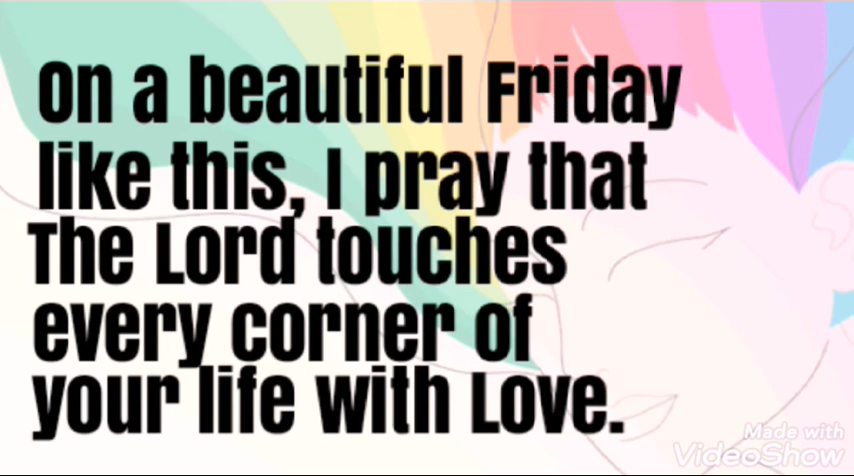 On a beautiful Friday
like this, I pray that
The Lord touches
every corner of
your life with Love.
Made with
VideoShow